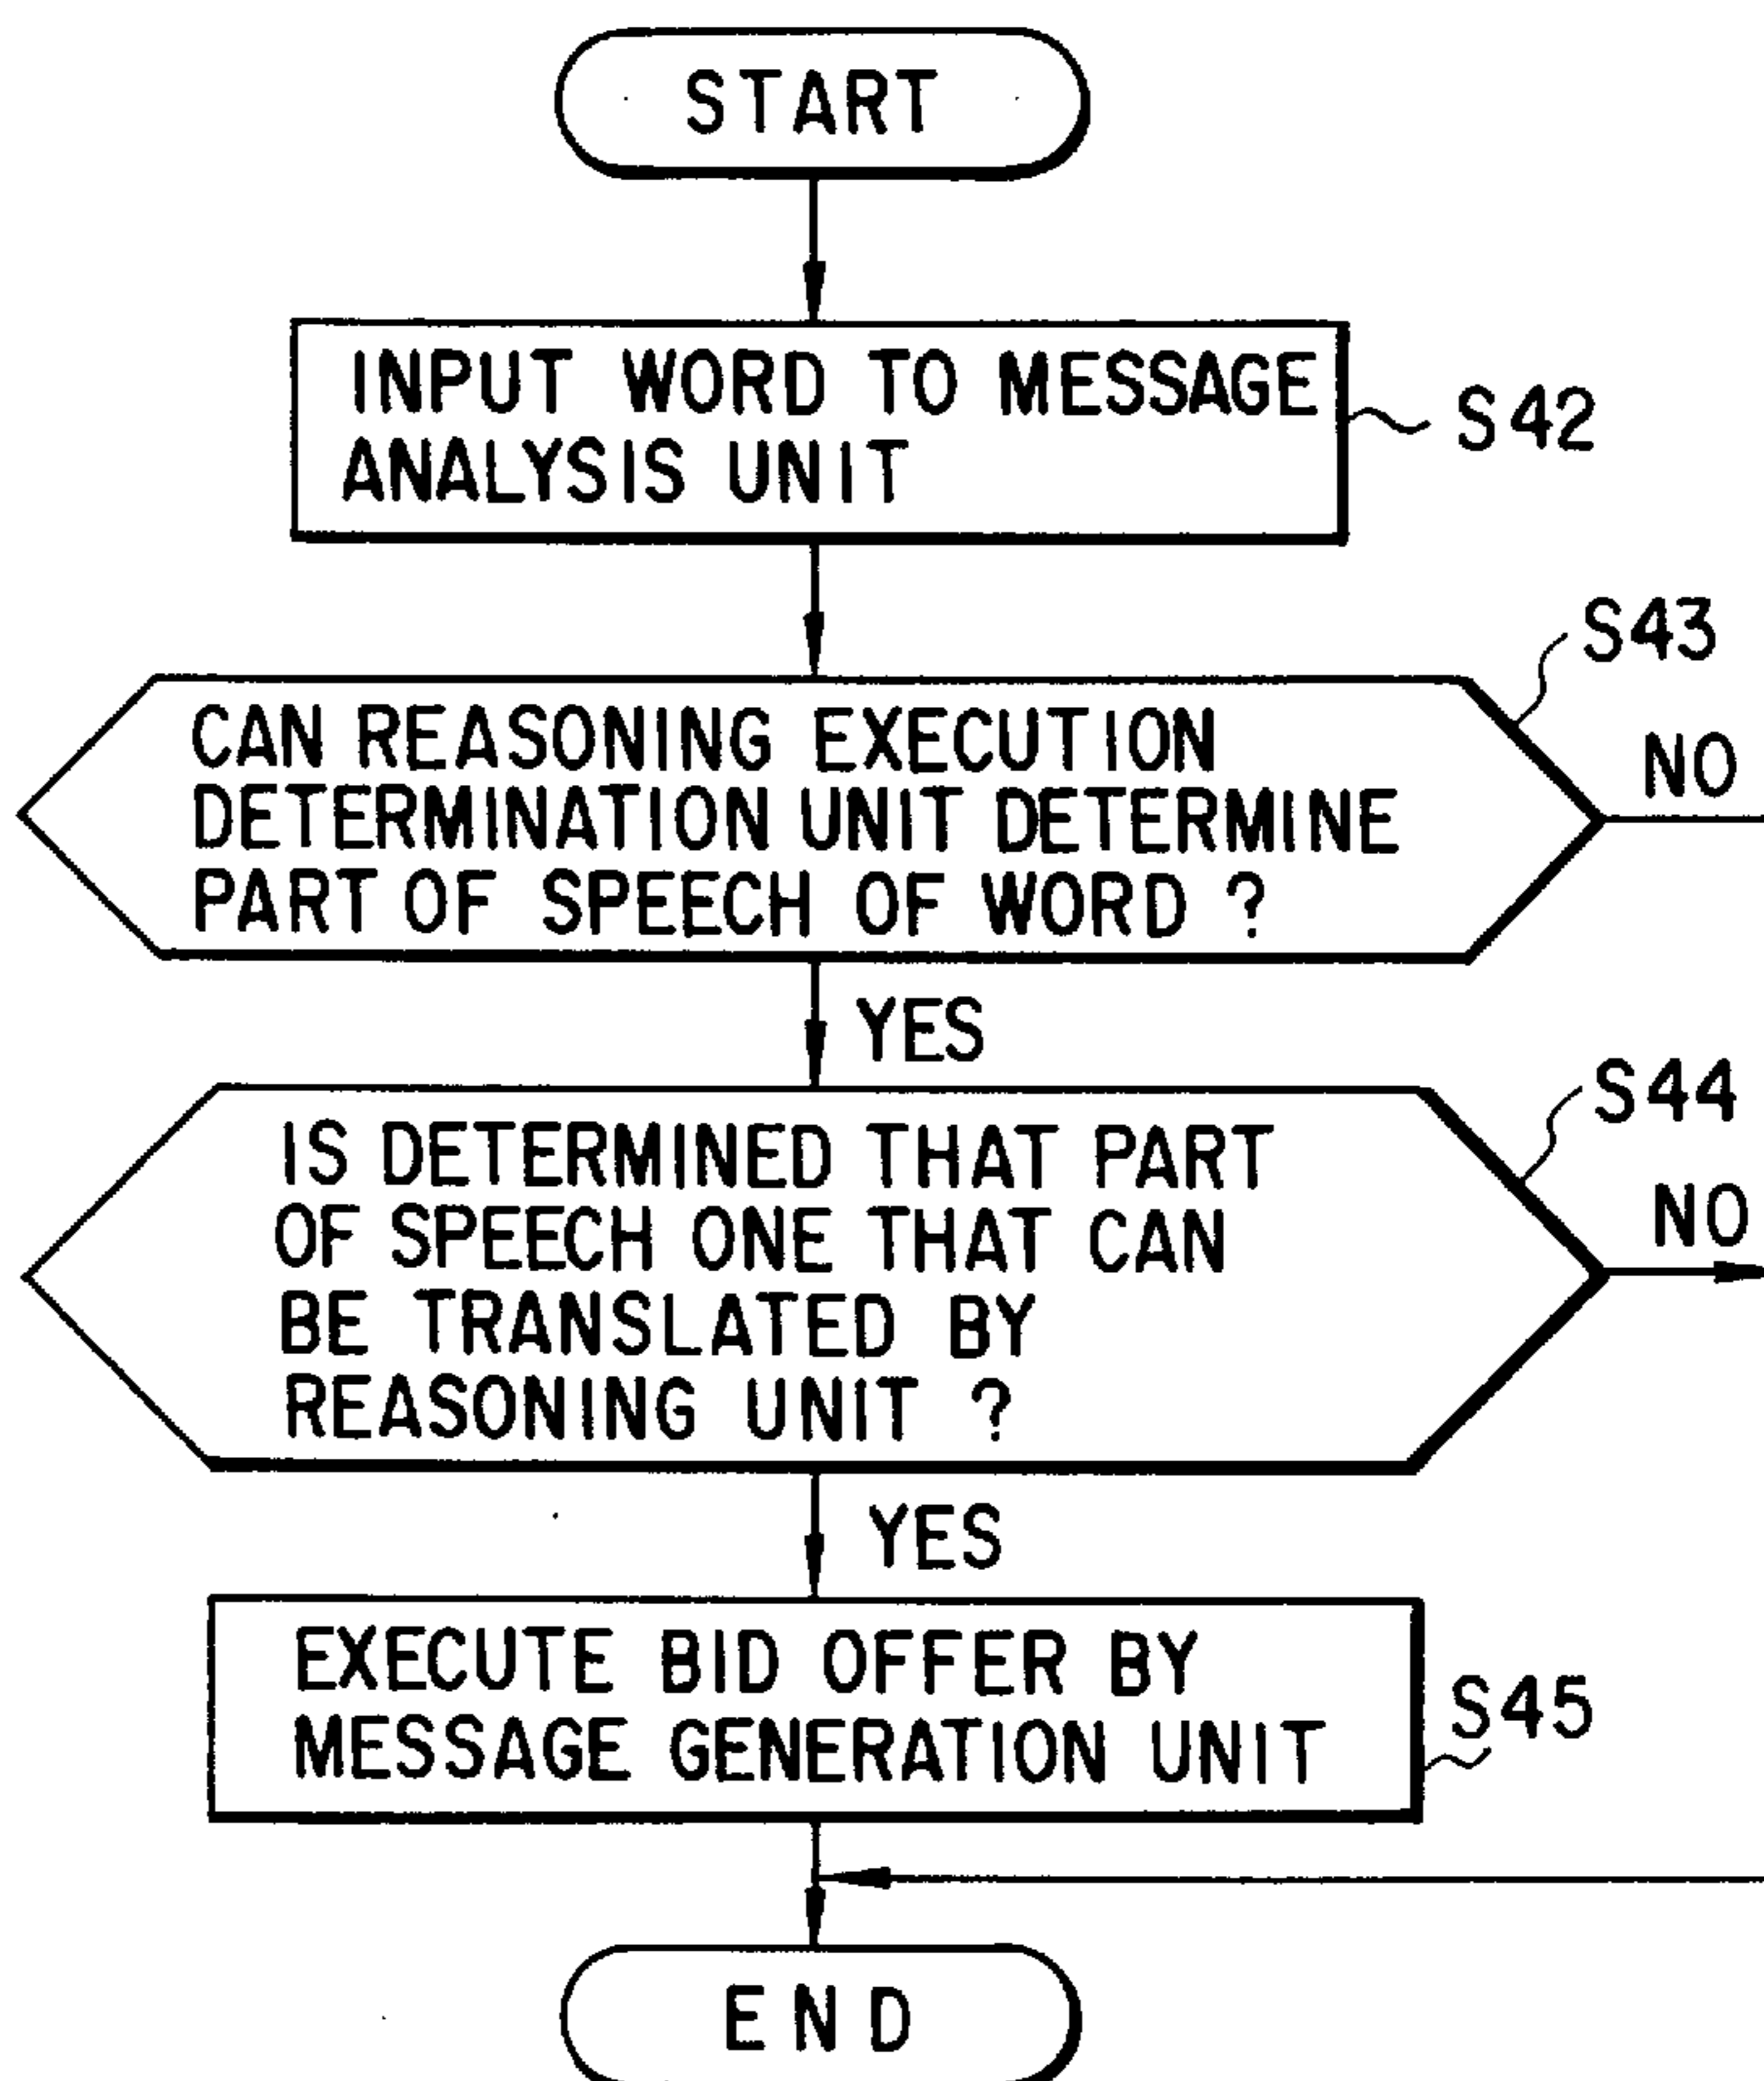 START
INPUT WORD TO MESSAGE
ANALYSIS UNIT
S42
S43
CAN REASONING EXECUTION
DETERMINATION UNIT DETERMINE
PART OF SPEECH OF WORD ?
NO
YES
S44
IS DETERMINED THAT PART
OF SPEECH ONE THAT CAN
BE TRANSLATED BY
REASONING UNIT ?
NO
YES
EXECUTE BID OFFER BY
MESSAGE GENERATION UNIT
S45
END